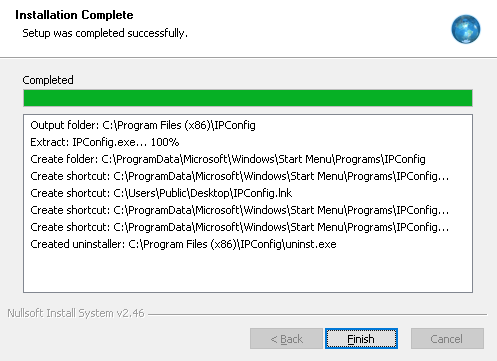 Installation Complete
Setup was completed successfully.
Completed
Output folder: C:\Program Files (x86)\IPConfig
Extract: IPConfig.exe... 100%
Create folder: C:\ProgramData\Microsoft\Windows\Start Menu\Programs\IPConfig
Create shortcut: C:\ProgramData\Microsoft\Windows\Start Menu\Programs\IPConfig...
Create shortcut: C:\Users\Public\Desktop\IPConfig.lnk
Create shortcut: C:\ProgramData\Microsoft\Windows\Start Menu\Programs\IPConfig...
Create shortcut: C:\ProgramData\Microsoft\Windows\Start Menu\Programs\IPConfig...
Created uninstaller: C:\Program Files (x86)\IPConfig\uninst.exe
Nullsoft Install System v2.46
< Back
Finish
Cancel